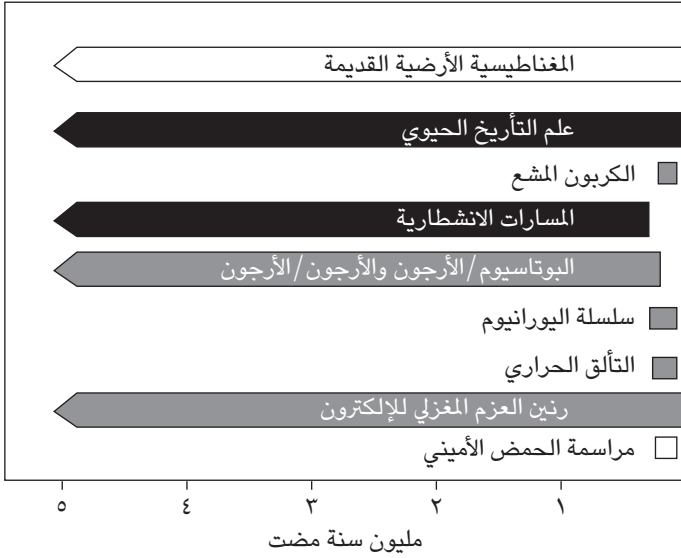 المغناطيسية الأرضية القديمة
علم التأريخ الحيوي
الكربون المشع
المسارات الانشطارية
البوتاسيوم/الأرجون والأرجون/الأرجون
سلسلة اليورانيوم
التألق الحراري
رنين العزم المغزلي للإلكترون
مراسمة الحمض الأميني
١ ٢ ٣ ٤ ٥
مليون سنة مضت